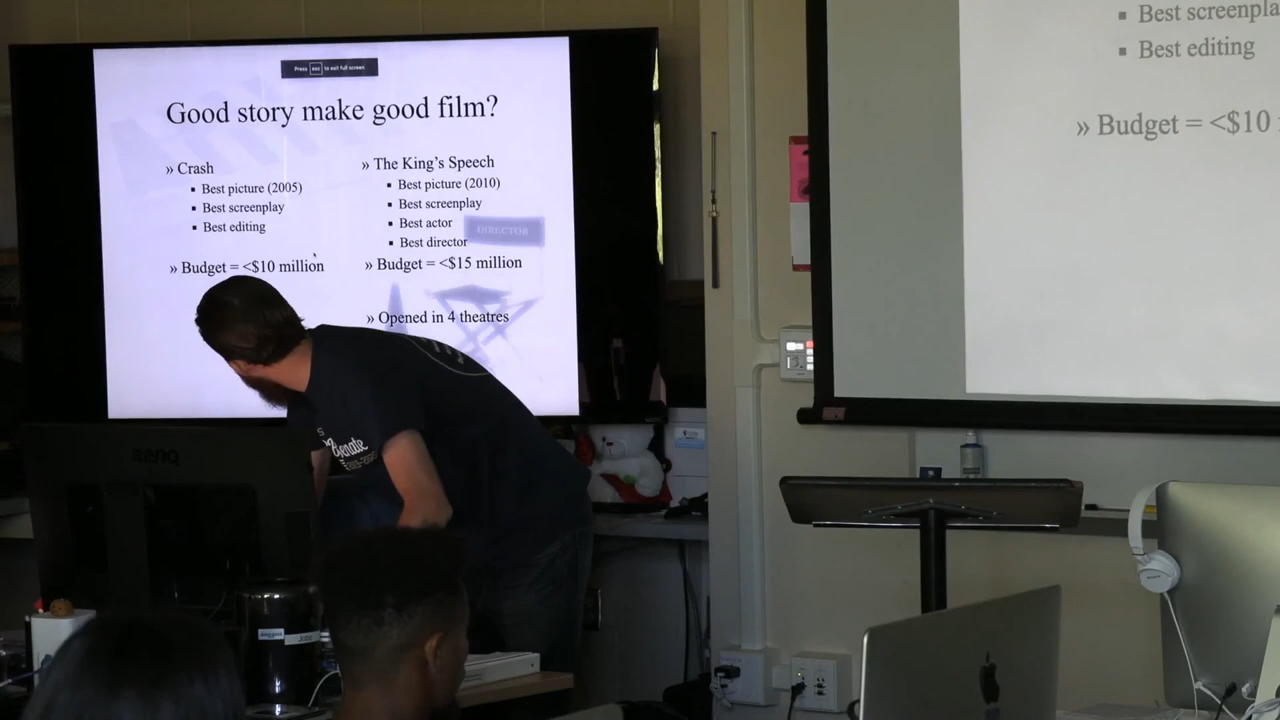 Press esc to exit full screen
Good story make good film?
» Crash
▪ Best picture (2005)
▪ Best screenplay
▪ Best editing
» Budget = <$10 million
» The King's Speech
▪ Best picture (2010)
▪ Best screenplay
▪ Best actor
▪ Best director
» Budget = <$15 million
» Opened in 4 theatres
DIRECTOR
▪ Best screenpla
▪ Best editing
» Budget = <$10
BenQ
SONY